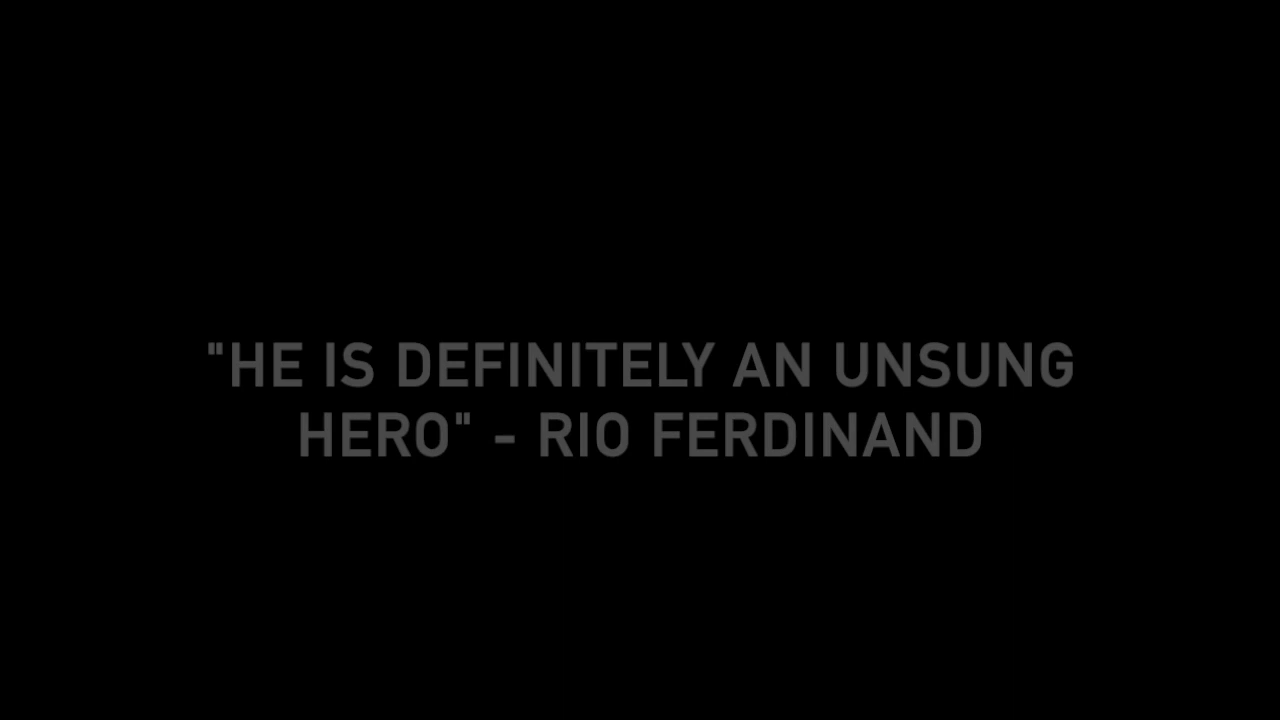 "HE IS DEFINITELY AN UNSUNG
HERO" - RIO FERDINAND